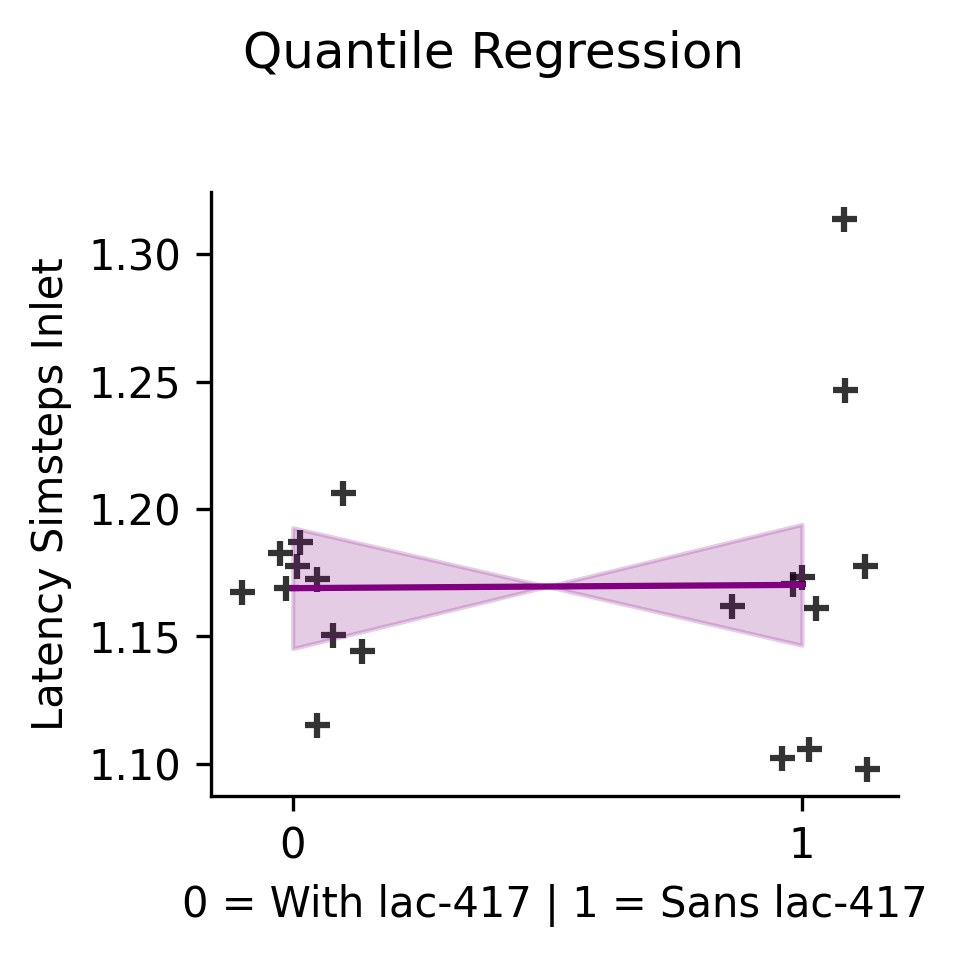 Quantile Regression
Latency Simsteps Inlet
1.30
1.25
1.20
1.15
1.10
0
1
0 = With lac-417 | 1 = Sans lac-417